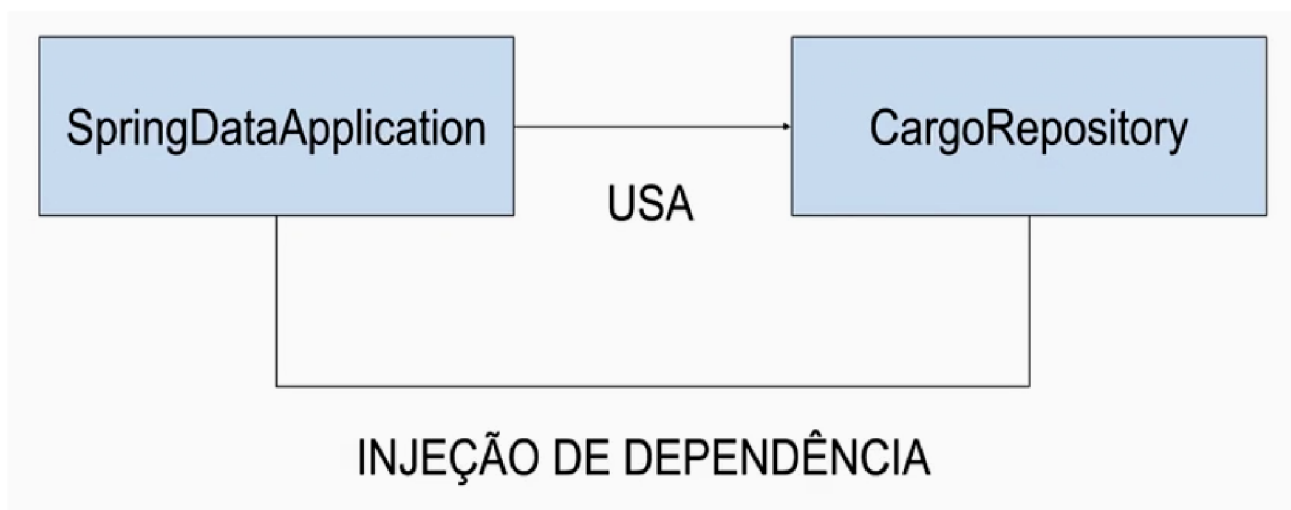 SpringDataApplication
CargoRepository
USA
INJEÇÃO DE DEPENDÊNCIA